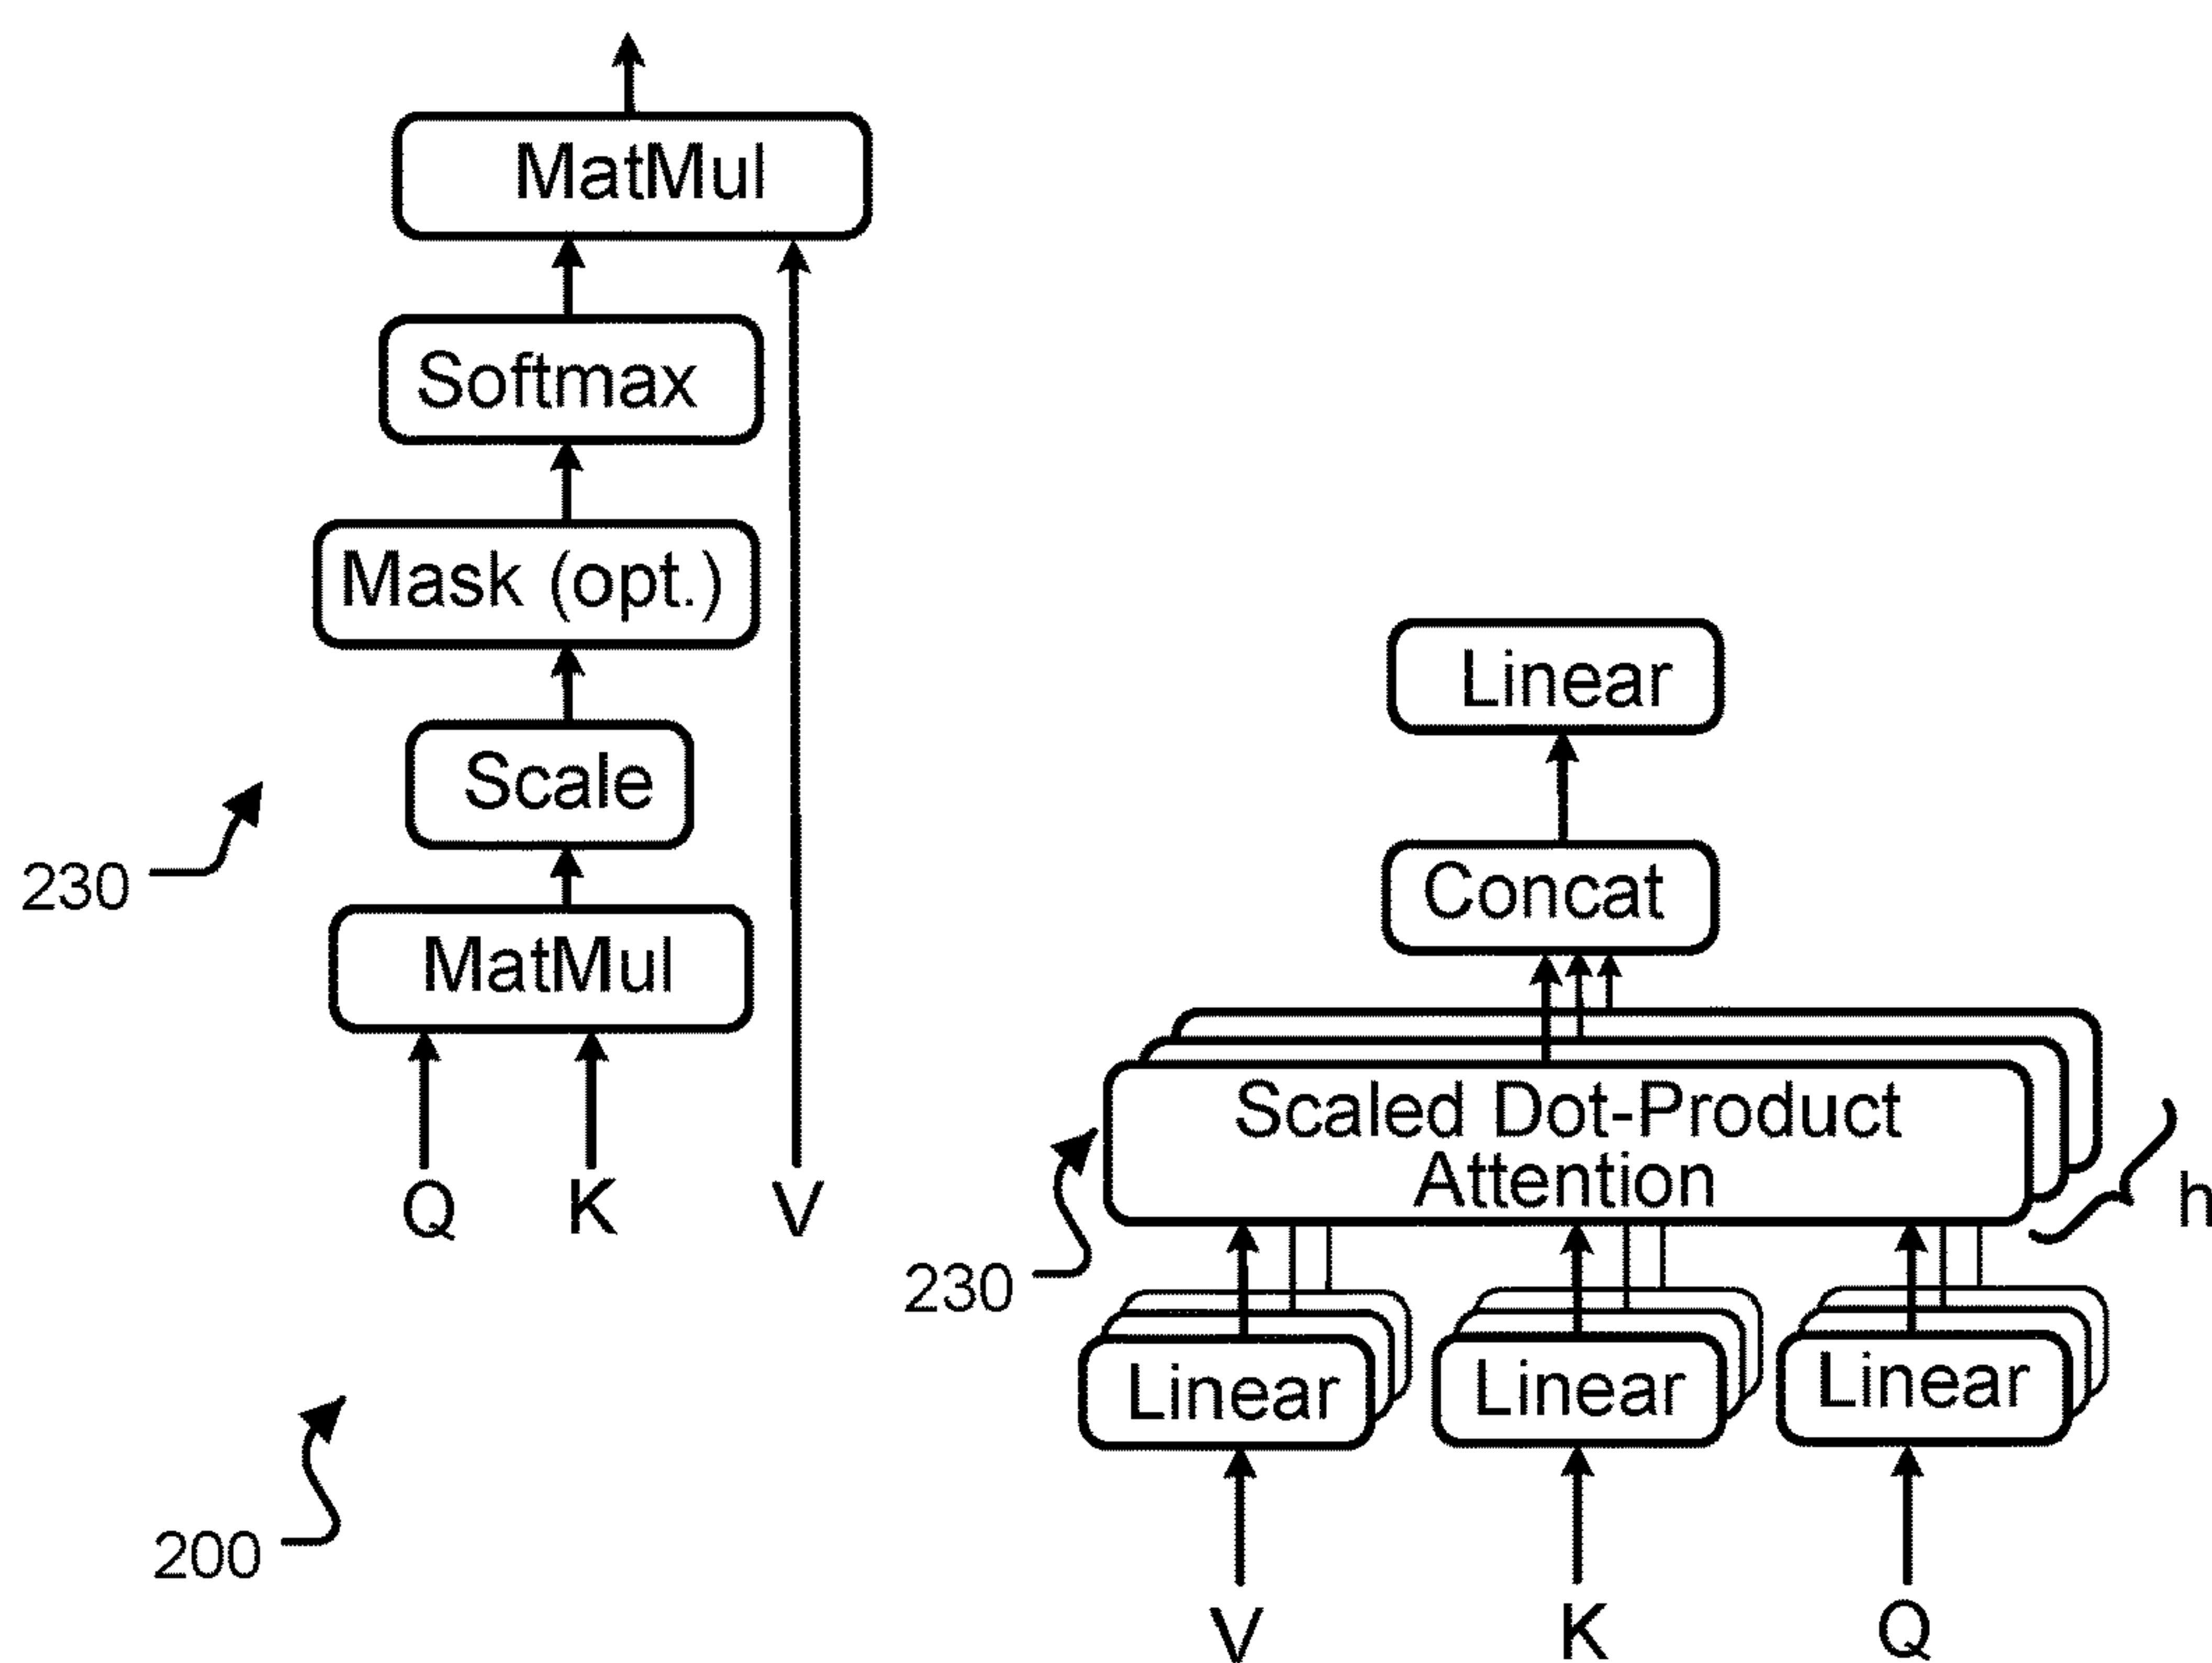 MatMul
Softmax
Mask (opt.)
Scale
230
MatMul
Q K V
200
Linear
Concat
Scaled Dot-Product
Attention
h
230
Linear Linear Linear
V K Q